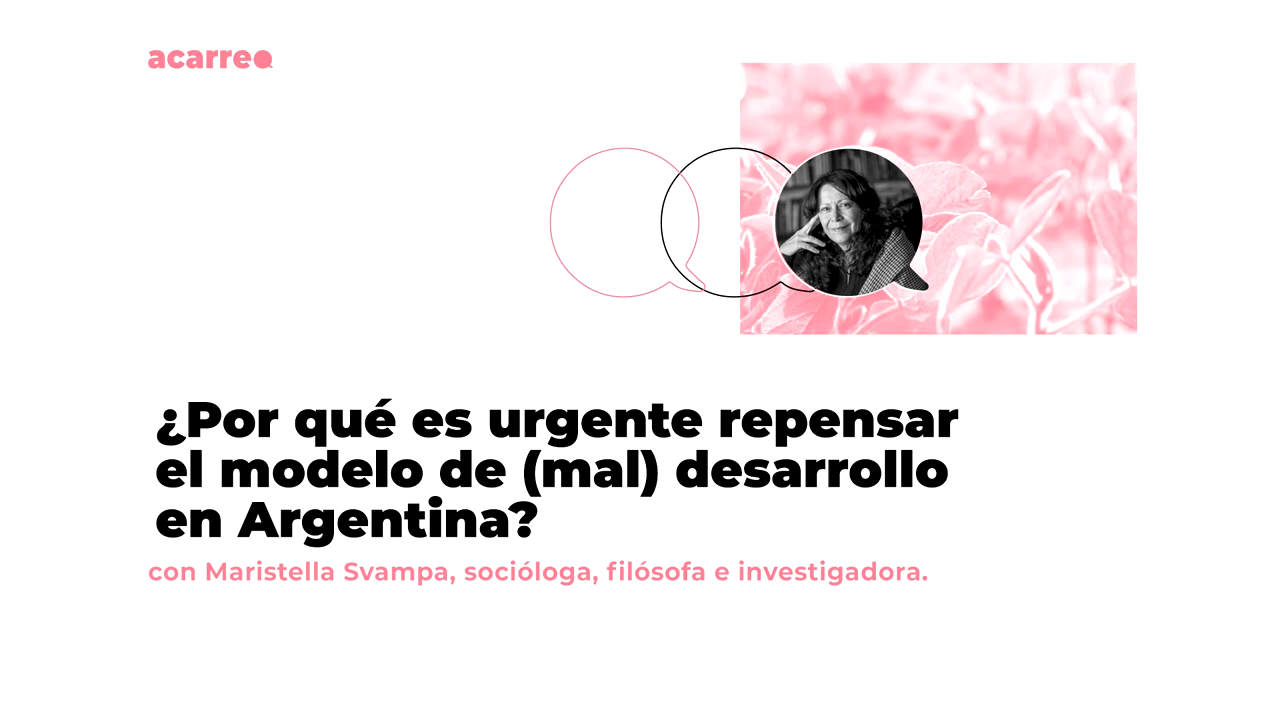 acarreo
¿Por qué es urgente repensar
el modelo de (mal) desarrollo
en Argentina?
con Maristella Svampa, socióloga, filósofa e investigadora.